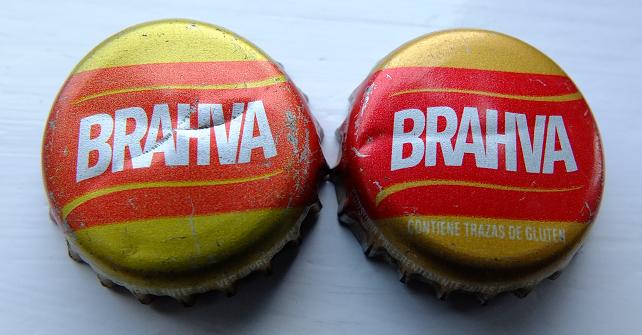 BRAHVA
BRAHVA
CONTIENE TRAZAS DE GLUTEN